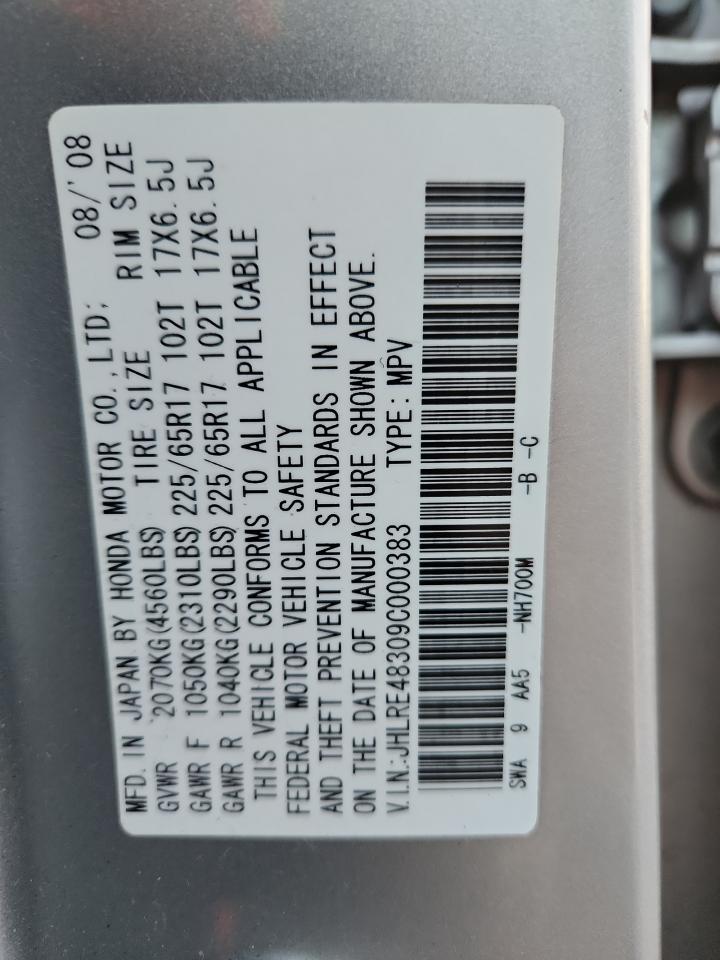 MFD. IN JAPAN BY HONDA MOTOR CO., LTD; 08/'08
GVWR 2070KG(4560LBS) TIRE SIZE RIM SIZE
GAWR F 1050KG(2310LBS) 225/65R17 102T 17X6.5J
GAWR R 1040KG(2290LBS) 225/65R17 102T 17X6.5J
THIS VEHICLE CONFORMS TO ALL APPLICABLE
FEDERAL MOTOR VEHICLE SAFETY
AND THEFT PREVENTION STANDARDS IN EFFECT
ON THE DATE OF MANUFACTURE SHOWN ABOVE.
V.I.N.:JHLRE48309C000383 TYPE:MPV
SWA 9 AA5 -NH700M -B -C